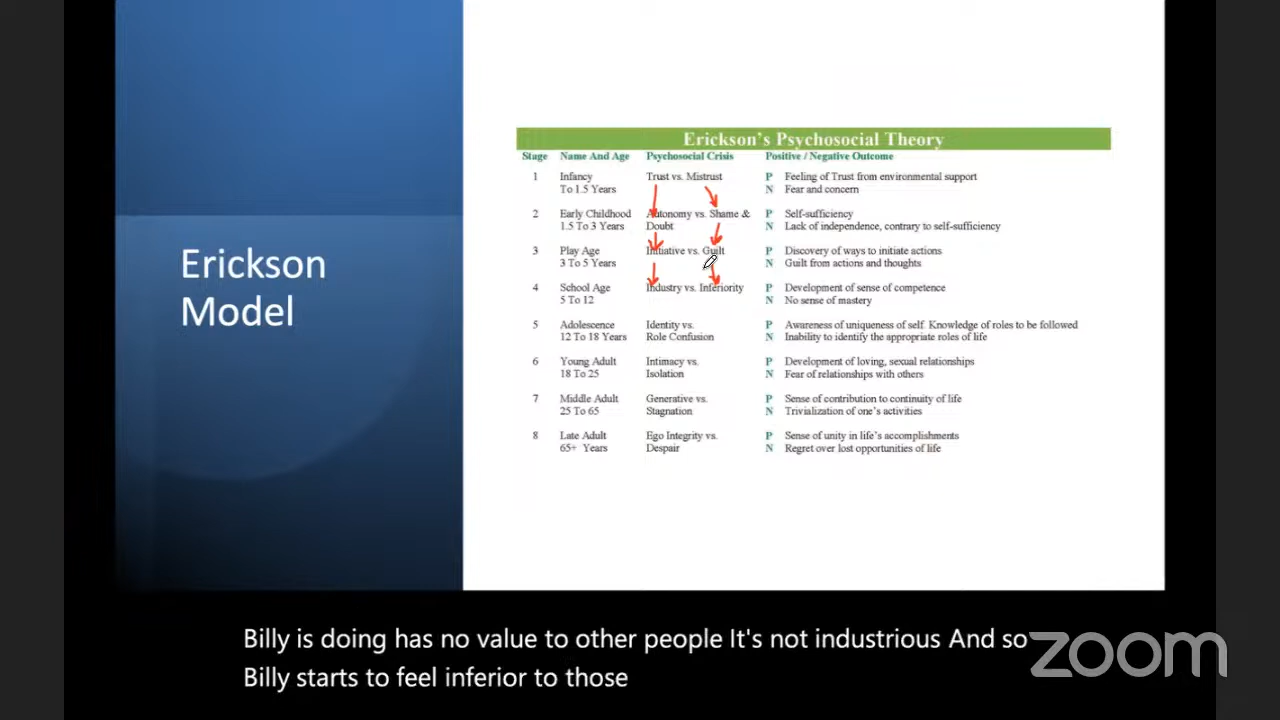 Erickson
Model
Erickson's Psychosocial Theory
Stage Name And Age Psychosocial Crisis Positive / Negative Outcome
1 Infancy Trust vs. Mistrust P Feeling of Trust from environmental support
To 1.5 Years N Fear and concern
2 Early Childhood Autonomy vs. Shame & P Self-sufficiency
1.5 To 3 Years Doubt N Lack of independence, contrary to self-sufficiency
3 Play Age Initiative vs. Guilt P Discovery of ways to initiate actions
3 To 5 Years N Guilt from actions and thoughts
4 School Age Industry vs. Inferiority P Development of sense of competence
5 To 12 N No sense of mastery
5 Adolescence Identity vs. P Awareness of uniqueness of self. Knowledge of roles to be followed
12 To 18 Years Role Confusion N Inability to identify the appropriate roles of life
6 Young Adult Intimacy vs. P Development of loving, sexual relationships
18 To 25 Isolation N Fear of relationships with others
7 Middle Adult Generative vs. P Sense of contribution to continuity of life
25 To 65 Stagnation N Trivialization of one's activities
8 Late Adult Ego Integrity vs. P Sense of unity in life's accomplishments
65+ Years Despair N Regret over lost opportunities of life
Billy is doing has no value to other people It's not industrious And so
Billy starts to feel inferior to those
zoom